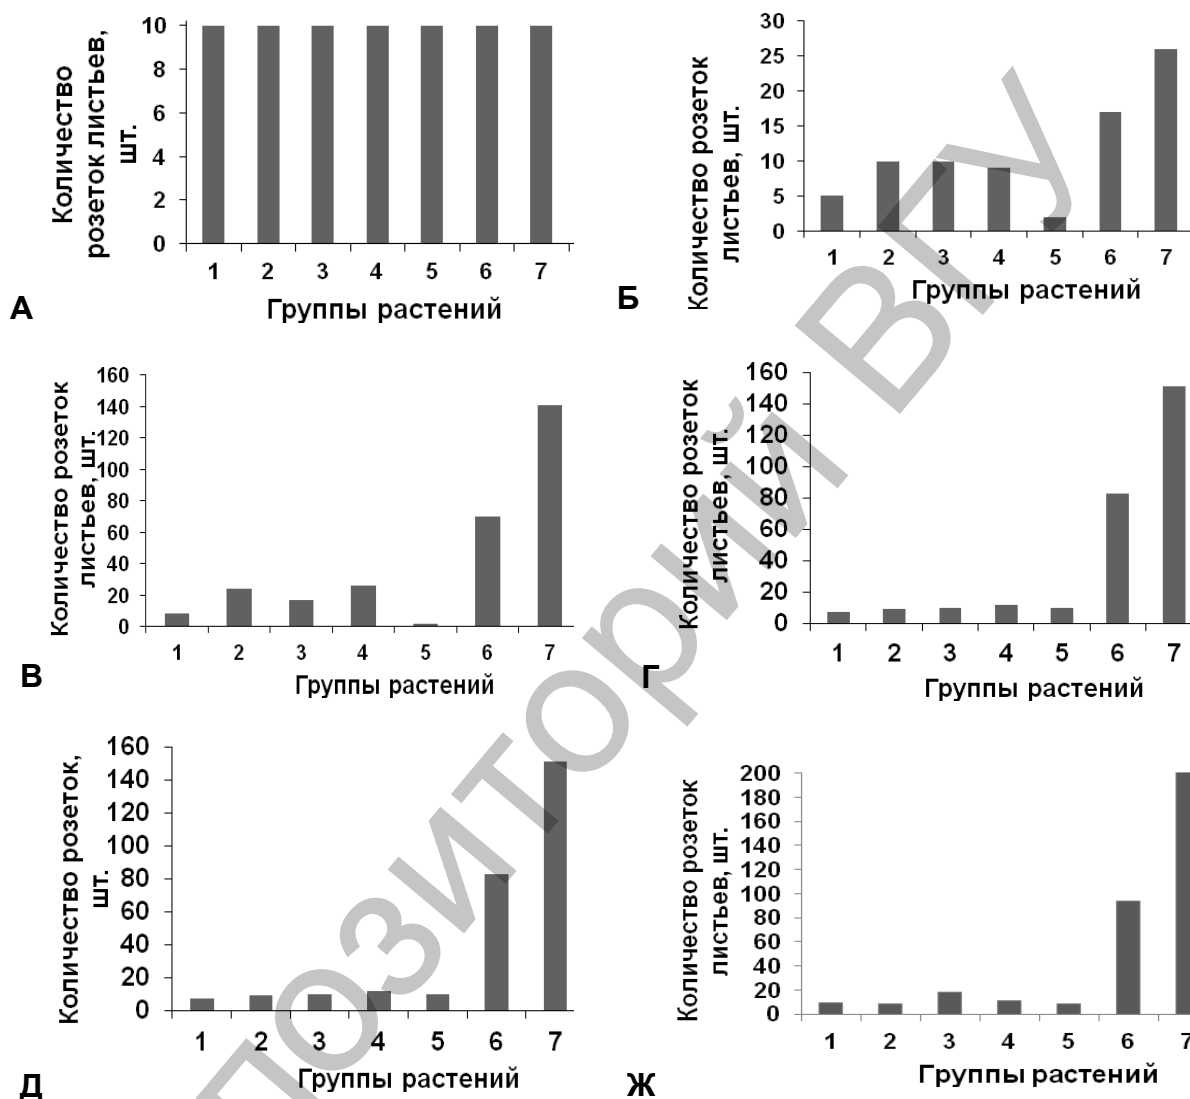 Количество
розеток листьев,
шт.
10
8
6
4
2
0
1 2 3 4 5 6 7
Группы растений
А
Количество розеток
листьев, шт.
30
25
20
15
10
5
0
1 2 3 4 5 6 7
Группы растений
Б
Количество розеток
листьев, шт.
160
140
120
100
80
60
40
20
0
1 2 3 4 5 6 7
Группы растений
В
Количество розеток
листьев, шт.
160
140
120
100
80
60
40
20
0
1 2 3 4 5 6 7
Группы растений
Г
Количество розеток,
шт.
160
140
120
100
80
60
40
20
0
1 2 3 4 5 6 7
Группы растений
Д
Количество розеток
листьев, шт.
200
180
160
140
120
100
80
60
40
20
0
1 2 3 4 5 6 7
Группы растений
Ж
позиторий ВГУ